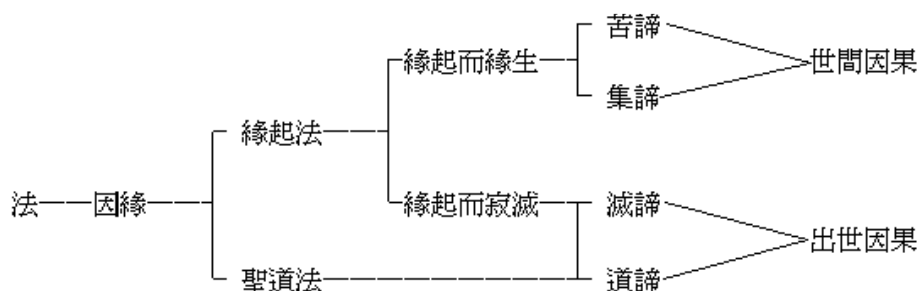 苦諦
緣起而緣生
世間因果
集諦
緣起法
法 因緣
緣起而寂滅
滅諦
出世因果
聖道法
道諦